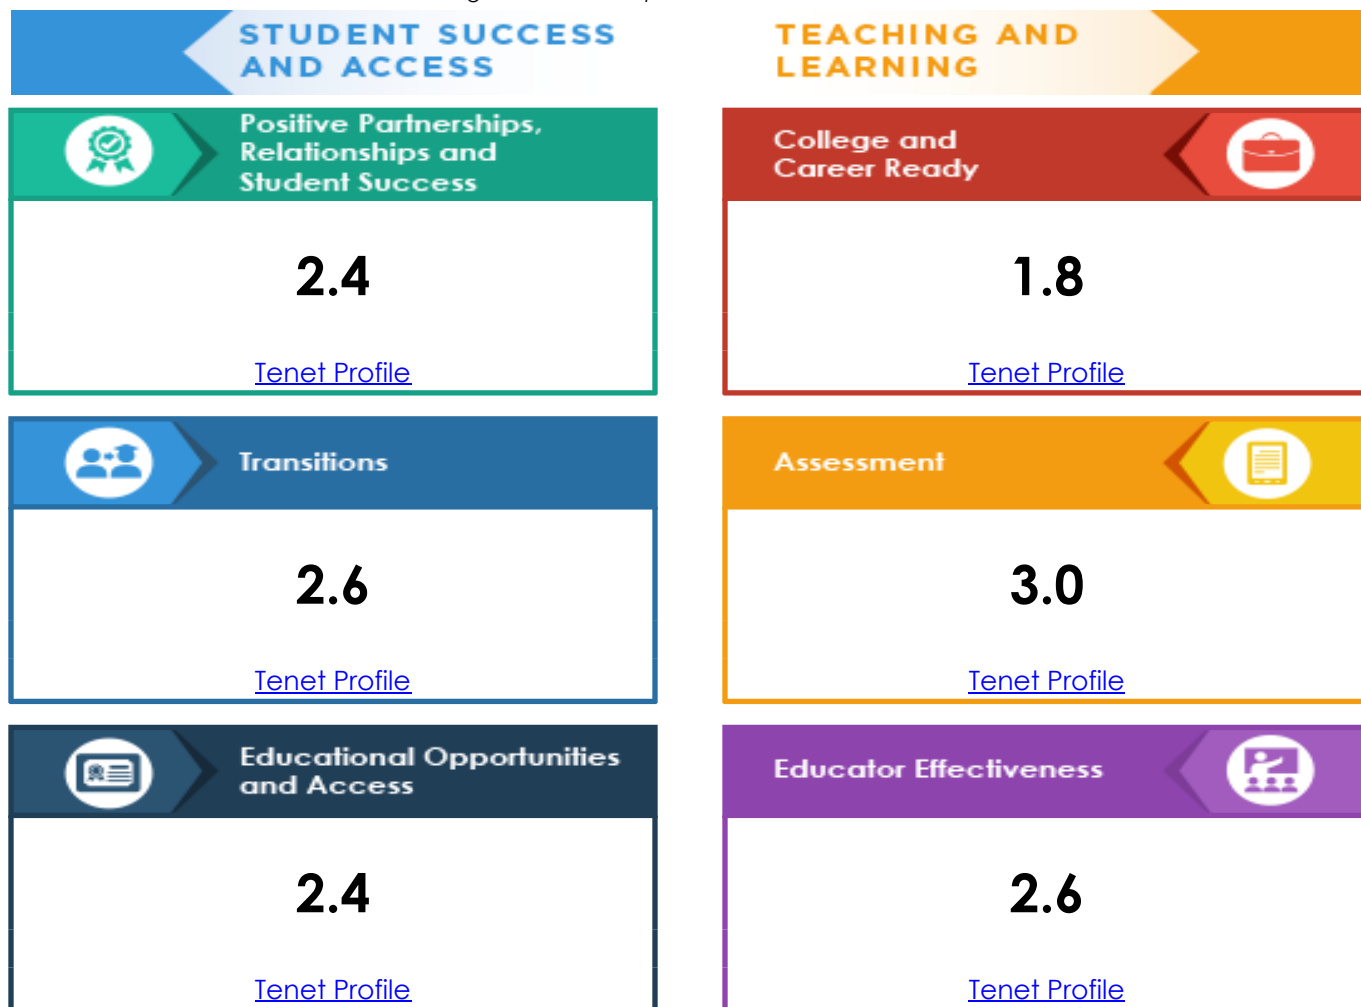 STUDENT SUCCESS
AND ACCESS
TEACHING AND
LEARNING
Positive Partnerships,
Relationships and
Student Success
2.4
Tenet Profile
College and
Career Ready
1.8
Tenet Profile
Transitions
2.6
Tenet Profile
Assessment
3.0
Tenet Profile
Educational Opportunities
and Access
2.4
Tenet Profile
Educator Effectiveness
2.6
Tenet Profile